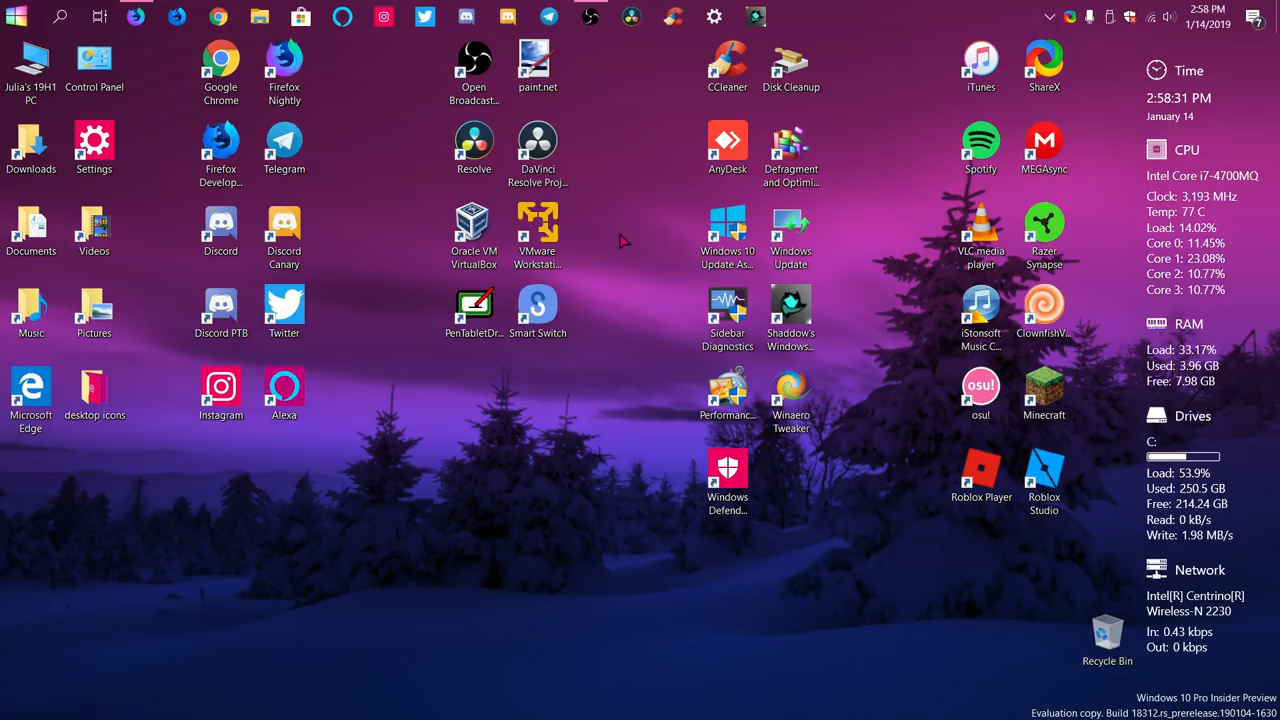 2:58 PM
1/14/2019
7
Julia's 19H1
PC
Control Panel
Google
Chrome
Firefox
Nightly
Open
Broadcast...
paint.net
CCleaner
Disk Cleanup
iTunes
ShareX
Downloads
Settings
Firefox
Develop...
Telegram
Resolve
DaVinci
Resolve Proj...
AnyDesk
Defragment
and Optimi...
Spotify
MEGAsync
Documents
Videos
Discord
Discord
Canary
Oracle VM
VirtualBox
VMware
Workstati...
Windows 10
Update As...
Windows
Update
VLC media
player
Razer
Synapse
Music
Pictures
Discord PTB
Twitter
PenTabletDr...
Smart Switch
Sidebar
Diagnostics
Shaddow's
Windows...
iStonsoft
Music C...
ClownfishV...
Microsoft
Edge
desktop icons
Instagram
Alexa
Performanc...
Winaero
Tweaker
osu!
osu!
Minecraft
Windows
Defend...
Roblox Player
Roblox
Studio
Recycle Bin
Time
2:58:31 PM
January 14
CPU
Intel Core i7-4700MQ
Clock: 3,193 MHz
Temp: 77 C
Load: 14.02%
Core 0: 11.45%
Core 1: 23.08%
Core 2: 10.77%
Core 3: 10.77%
RAM
Load: 33.17%
Used: 3.96 GB
Free: 7.98 GB
Drives
C:
Load: 53.9%
Used: 250.5 GB
Free: 214.24 GB
Read: 0 kB/s
Write: 1.98 MB/s
Network
Intel[R] Centrino[R]
Wireless-N 2230
In: 0.43 kbps
Out: 0 kbps
Windows 10 Pro Insider Preview
Evaluation copy. Build 18312.rs_prerelease.190104-1630